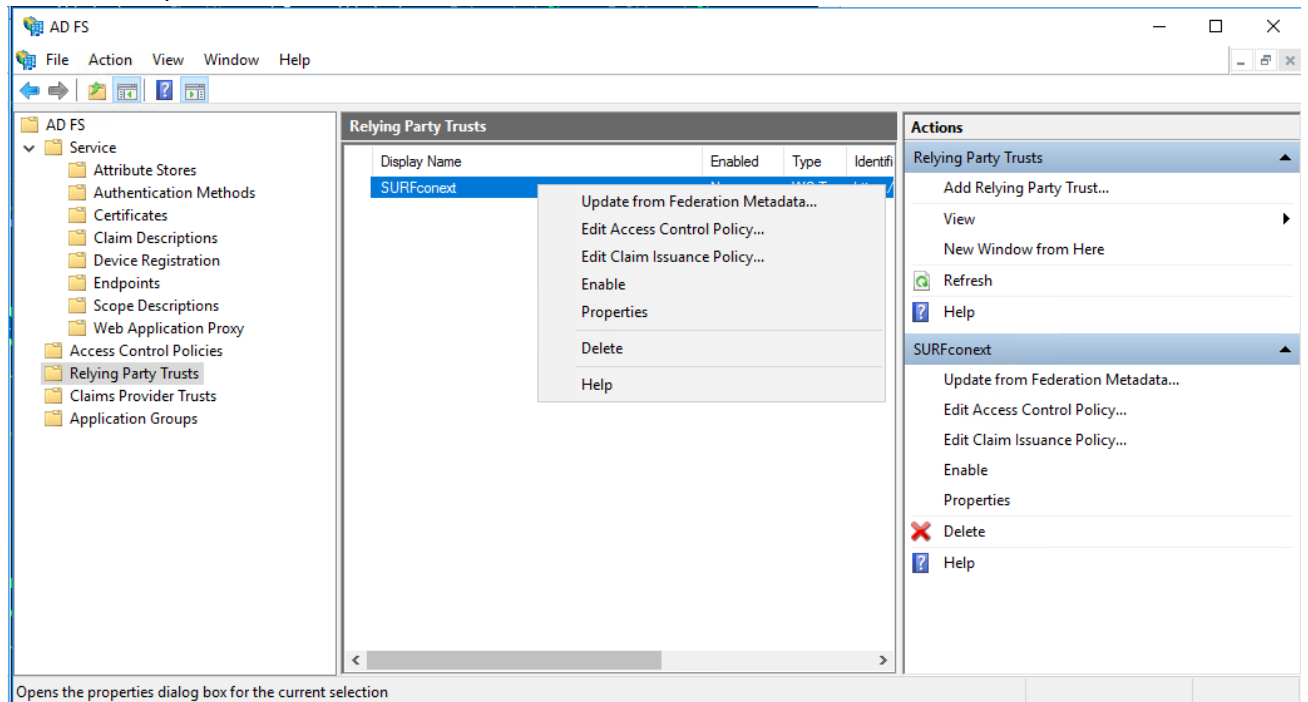 AD FS
File Action View Window Help
AD FS
Service
Attribute Stores
Authentication Methods
Certificates
Claim Descriptions
Device Registration
Endpoints
Scope Descriptions
Web Application Proxy
Access Control Policies
Relying Party Trusts
Claims Provider Trusts
Application Groups
Relying Party Trusts
Display Name Enabled Type Identifi
SURFconext
Update from Federation Metadata...
Edit Access Control Policy...
Edit Claim Issuance Policy...
Enable
Properties
Delete
Help
Actions
Relying Party Trusts
Add Relying Party Trust...
View
New Window from Here
Refresh
Help
SURFconext
Update from Federation Metadata...
Edit Access Control Policy...
Edit Claim Issuance Policy...
Enable
Properties
Delete
Help
Opens the properties dialog box for the current selection